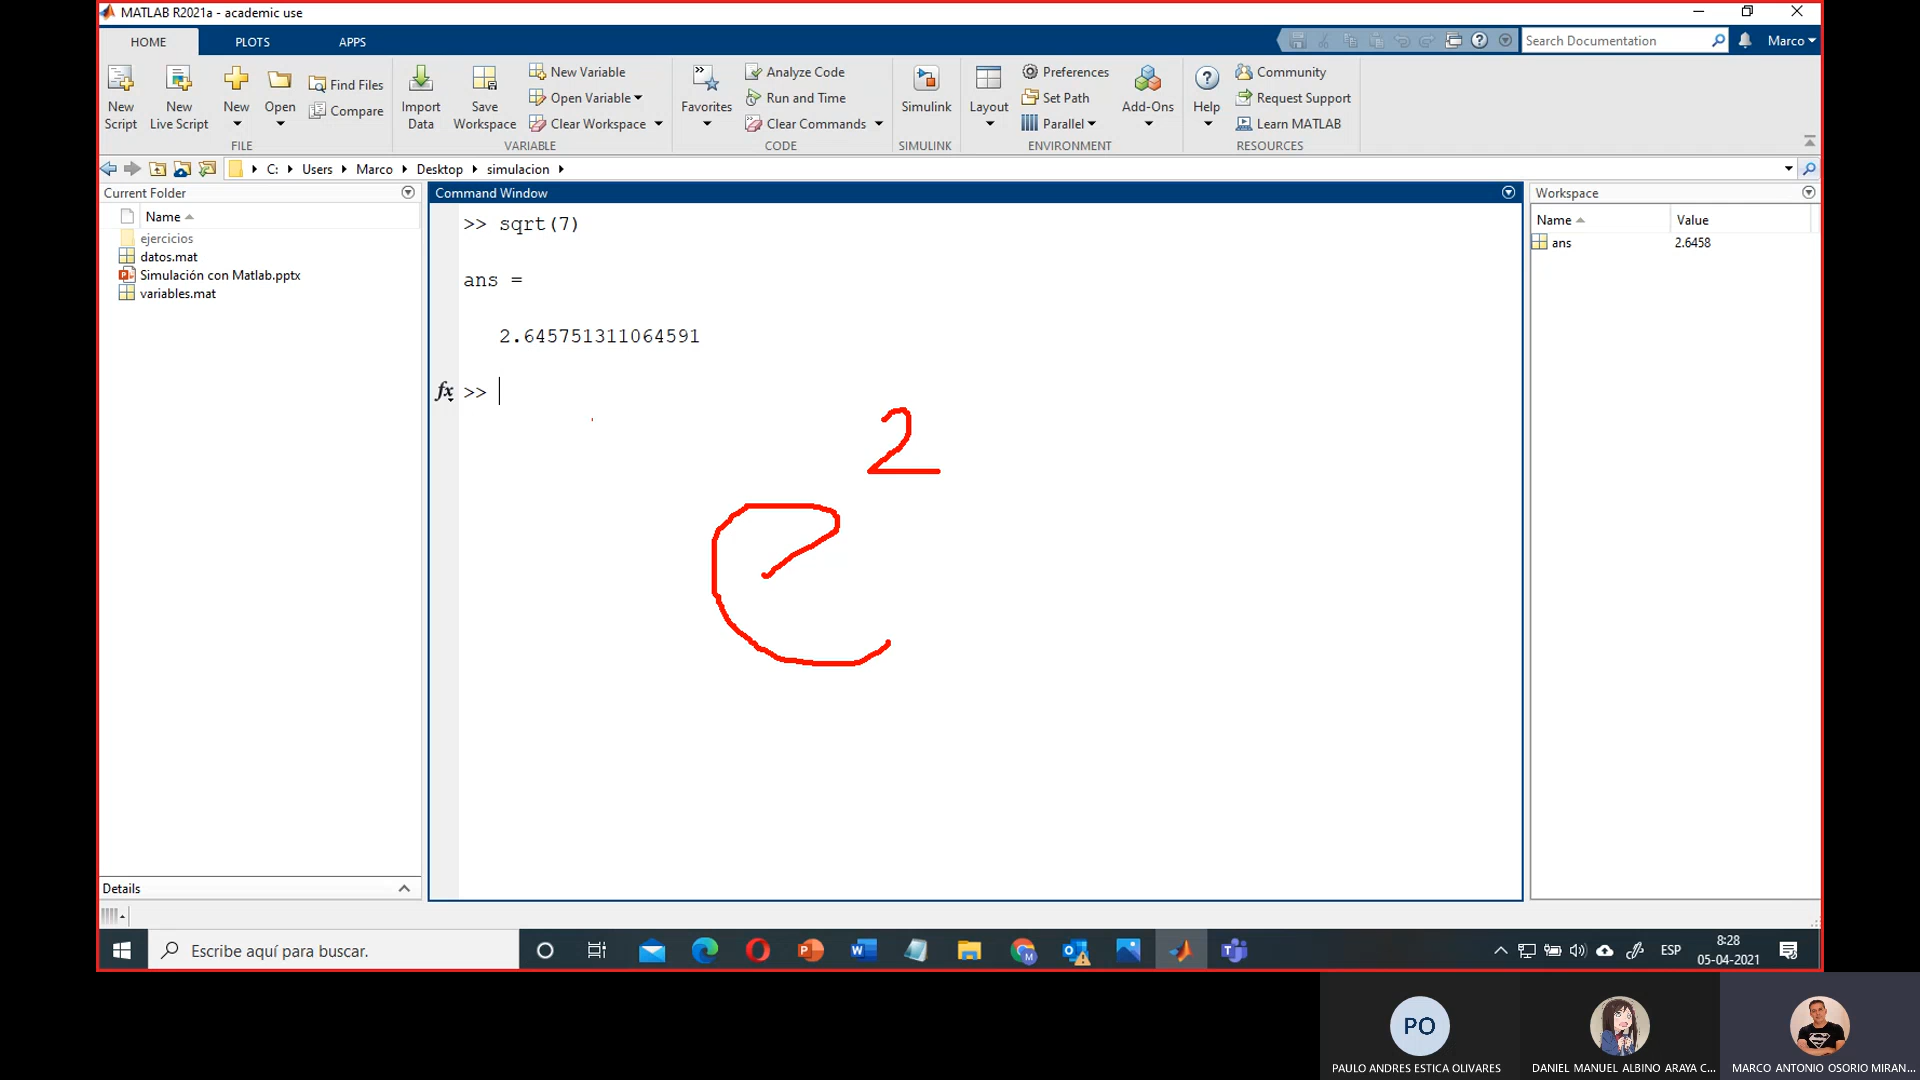 MATLAB R2021a - academic use
HOME PLOTS APPS
Search Documentation
Marco
New Script
New Live Script
New
Open
Find Files
Compare
FILE
Import Data
Save Workspace
New Variable
Open Variable
Clear Workspace
VARIABLE
Favorites
Analyze Code
Run and Time
Clear Commands
CODE
Simulink
SIMULINK
Layout
Preferences
Set Path
Parallel
Add-Ons
ENVIRONMENT
Help
Community
Request Support
Learn MATLAB
RESOURCES
C: Users Marco Desktop simulacion
Current Folder
Name
ejercicios
datos.mat
Simulación con Matlab.pptx
variables.mat
Details
Command Window
>> sqrt(7)
ans =
2.645751311064591
fx >>
e 2
Workspace
Name Value
ans 2.6458
Escribe aquí para buscar.
ESP
8:28
05-04-2021
PO
PAULO ANDRES ESTICA OLIVARES
DANIEL MANUEL ALBINO ARAYA C...
MARCO ANTONIO OSORIO MIRAN...